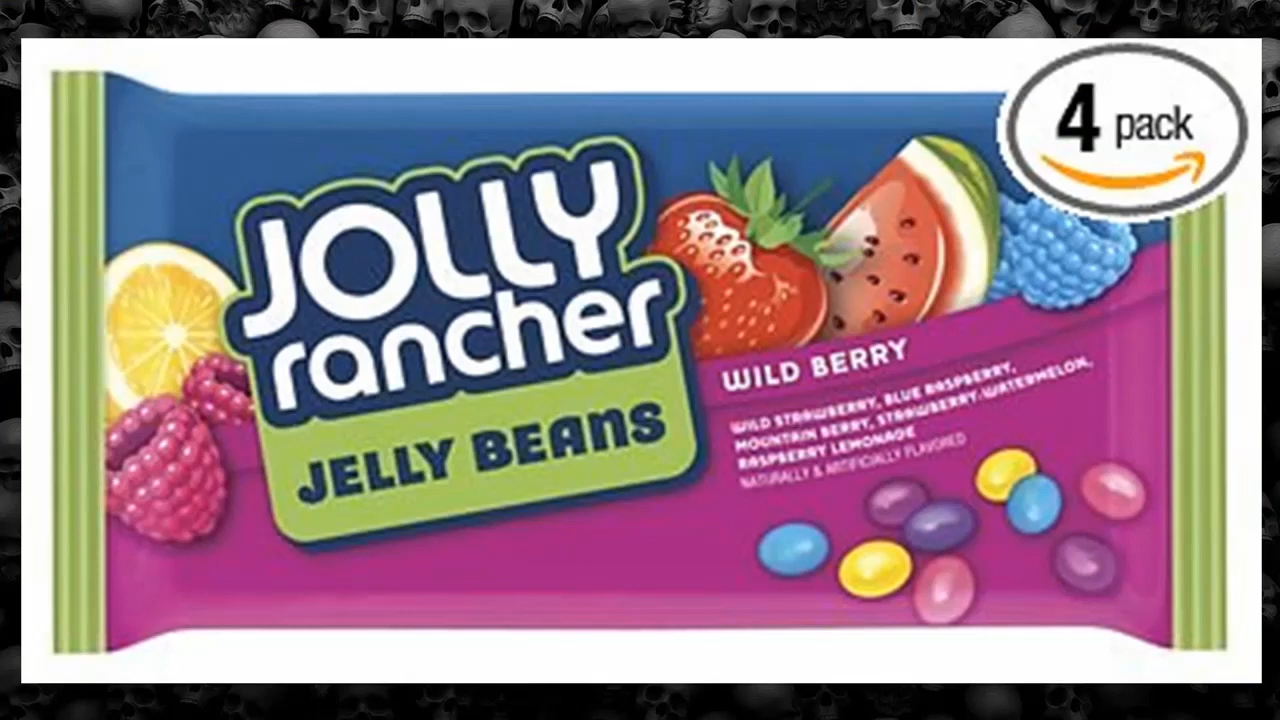 4 pack
JOLLY
rancher
JELLY BEANS
WILD BERRY
WILD STRAWBERRY, BLUE RASPBERRY,
MOUNTAIN BERRY, STRAWBERRY-WATERMELON,
RASPBERRY LEMONADE
NATURALLY & ARTIFICIALLY FLAVORED